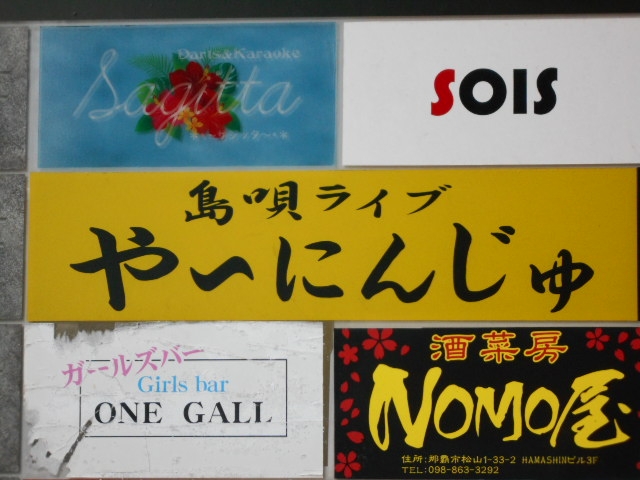 Darts&Karaoke
Sagitta
SOIS
島唄ライブ
やーにんじゅ
ガールズバー
Girls bar
ONE GALL
酒菜房
NOMO屋
住所:那覇市松山1-33-2 HAMASHINビル3F
TEL:098-863-3292